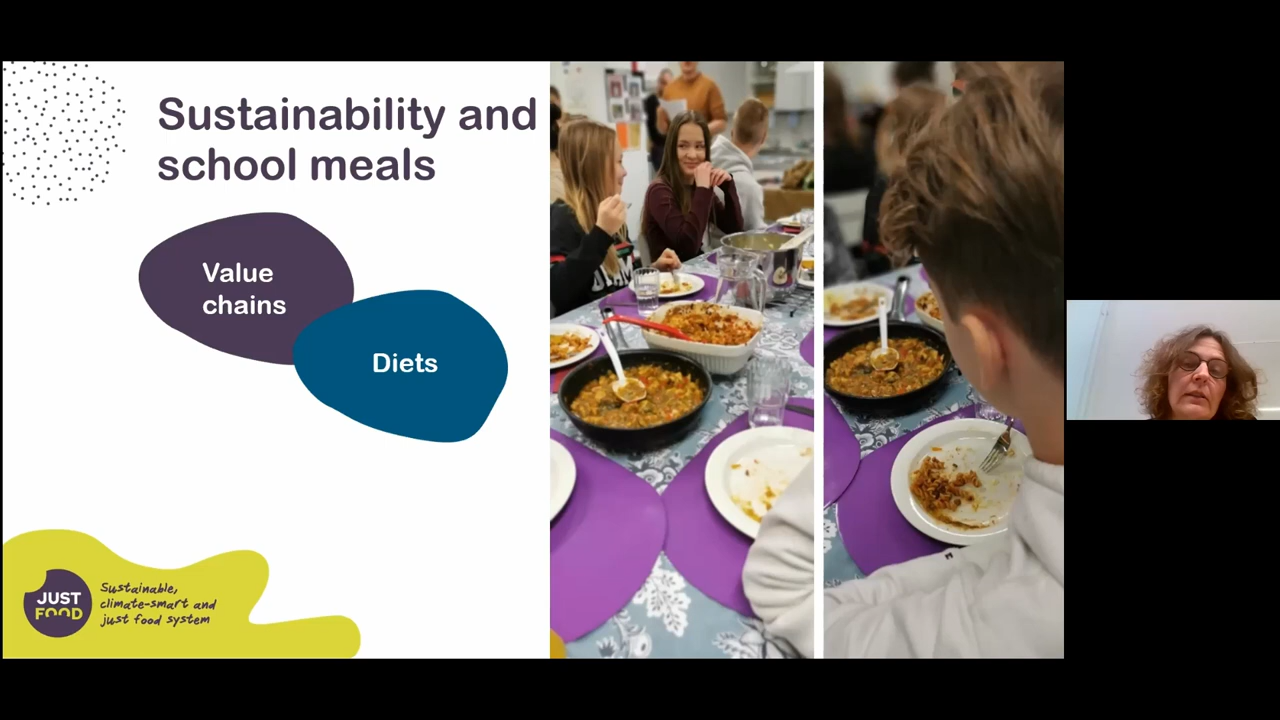 Sustainability and
school meals
Value
chains
Diets
JUST
FOOD
Sustainable,
climate-smart and
just food system